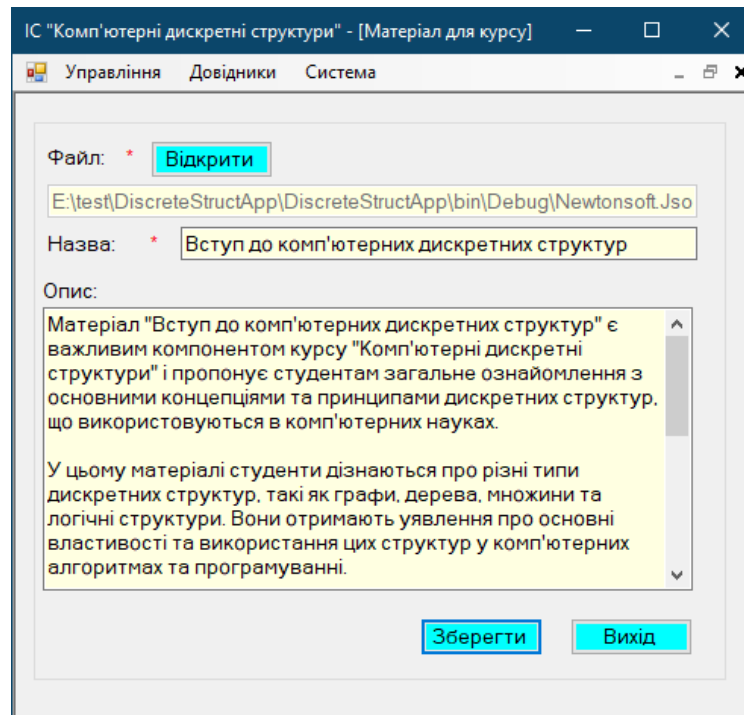 ІС "Комп'ютерні дискретні структури" - [Матеріал для курсу]
Управління Довідники Система
Файл: * Відкрити
E:\test\DiscreteStructApp\DiscreteStructApp\bin\Debug\Newtonsoft.Jso
Назва: * Вступ до комп'ютерних дискретних структур
Опис:
Матеріал "Вступ до комп'ютерних дискретних структур" є
важливим компонентом курсу "Комп'ютерні дискретні
структури" і пропонує студентам загальне ознайомлення з
основними концепціями та принципами дискретних структур,
що використовуються в комп'ютерних науках.
У цьому матеріалі студенти дізнаються про різні типи
дискретних структур, такі як графи, дерева, множини та
логічні структури. Вони отримають уявлення про основні
властивості та використання цих структур у комп'ютерних
алгоритмах та програмуванні.
Зберегти Вихід